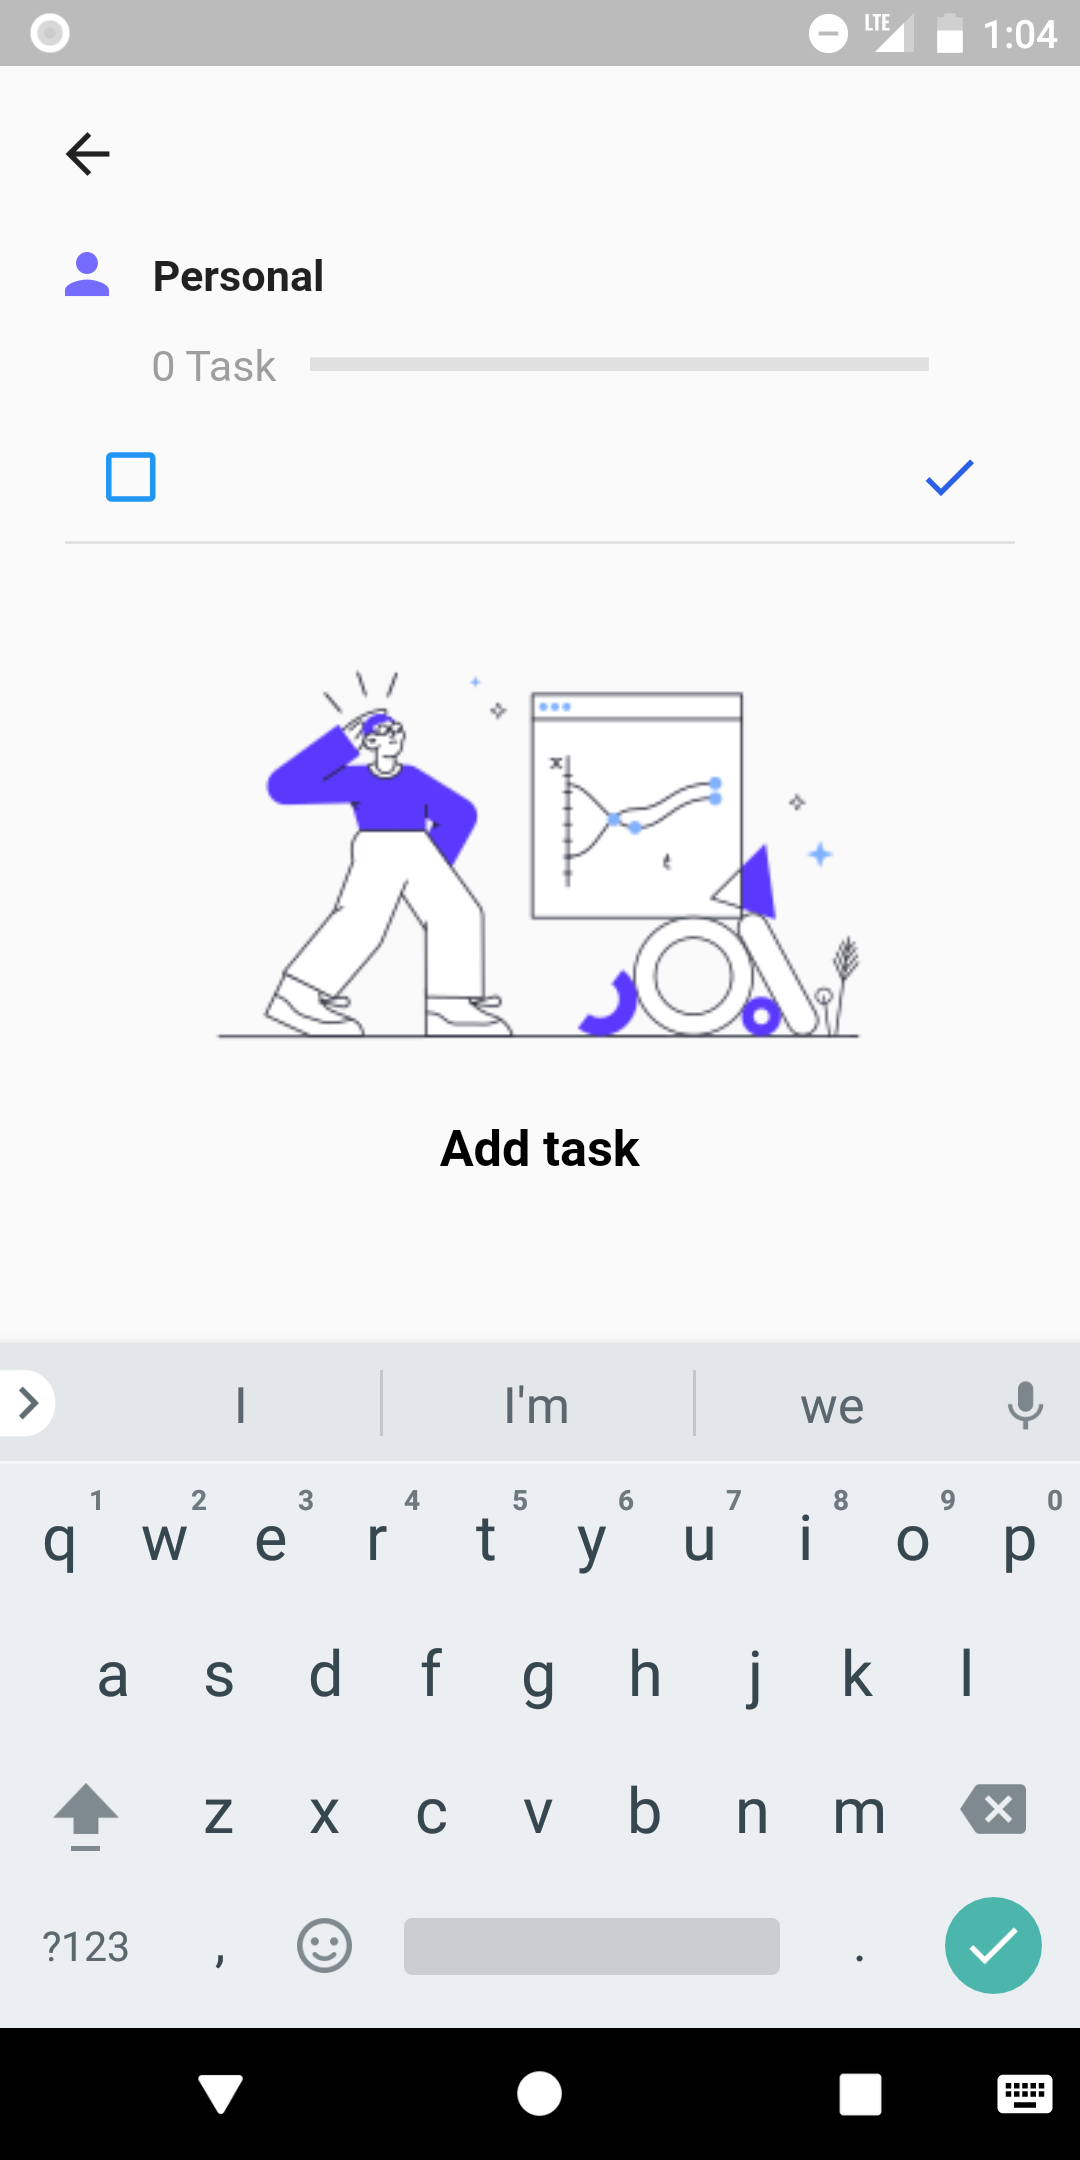 LTE 1:04
Personal
0 Task
x
t
Add task
I I'm we
1 2 3 4 5 6 7 8 9 0
q w e r t y u i o p
a s d f g h j k l
z x c v b n m
?123 , .